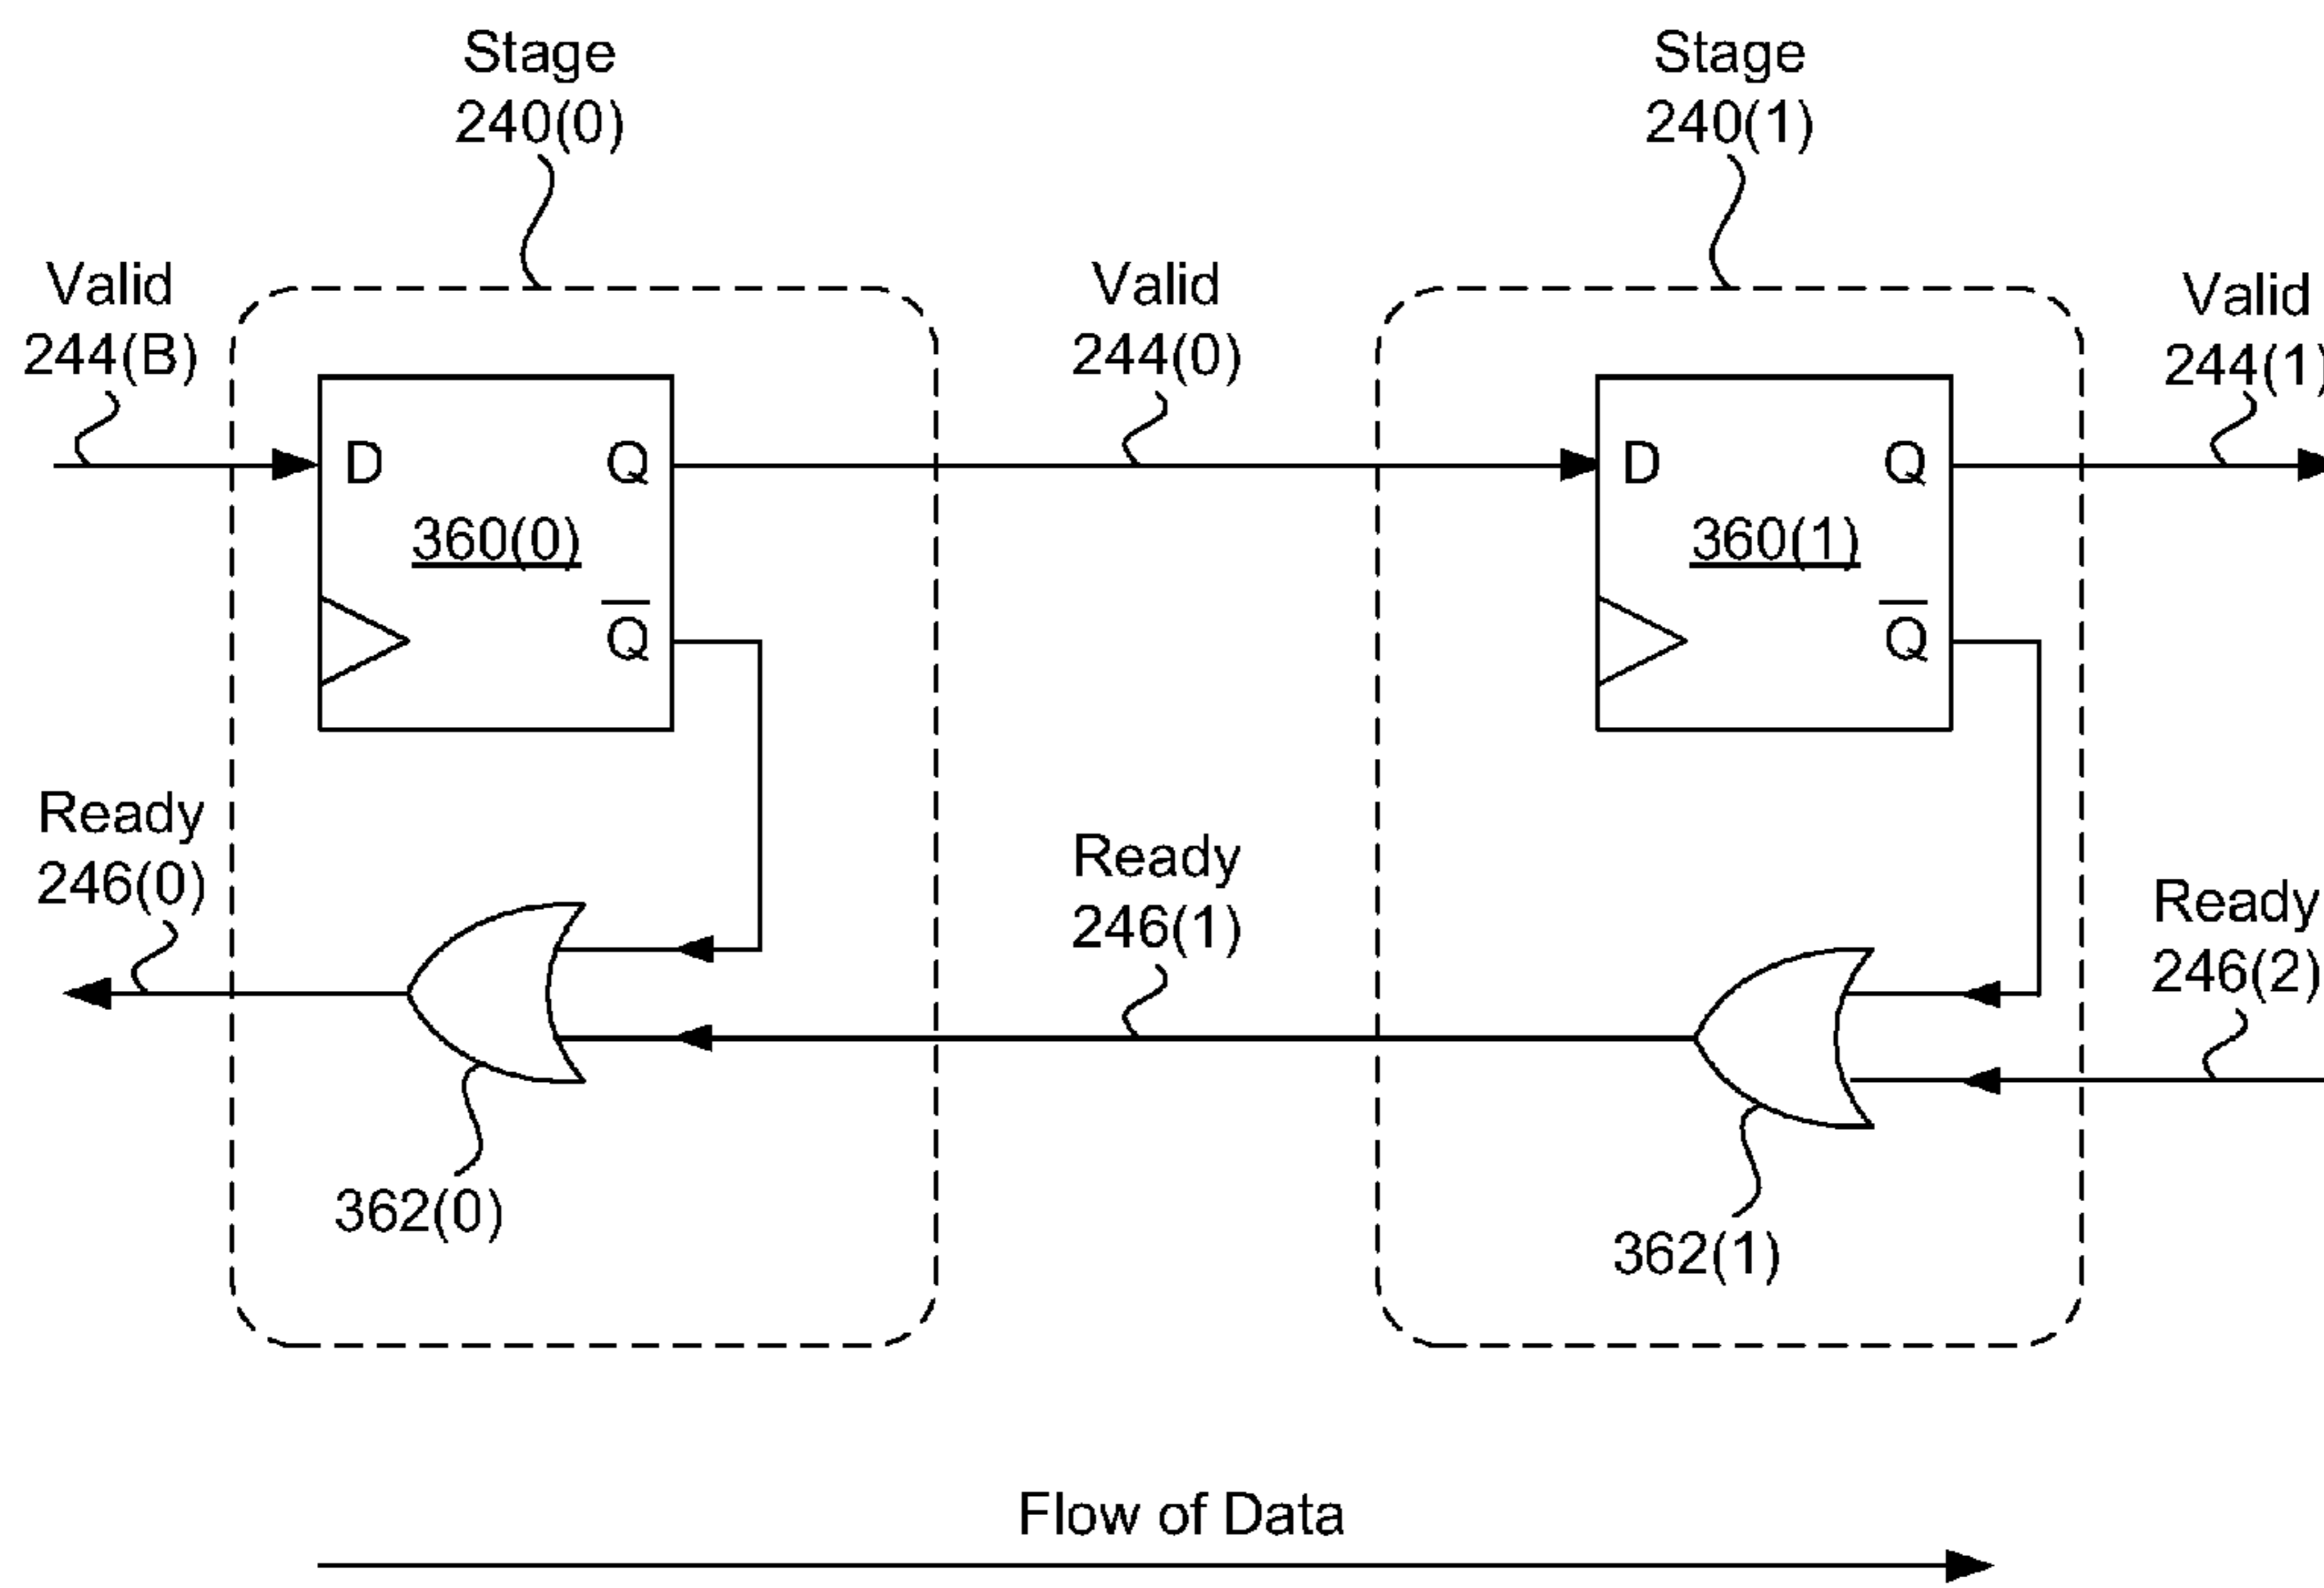 Stage
240(0)
Stage
240(1)
Valid
244(B)
Valid
244(0)
Valid
244(1)
D
Q
360(0)
Q
D
Q
360(1)
Q
Ready
246(0)
Ready
246(1)
Ready
246(2)
362(0)
362(1)
Flow of Data